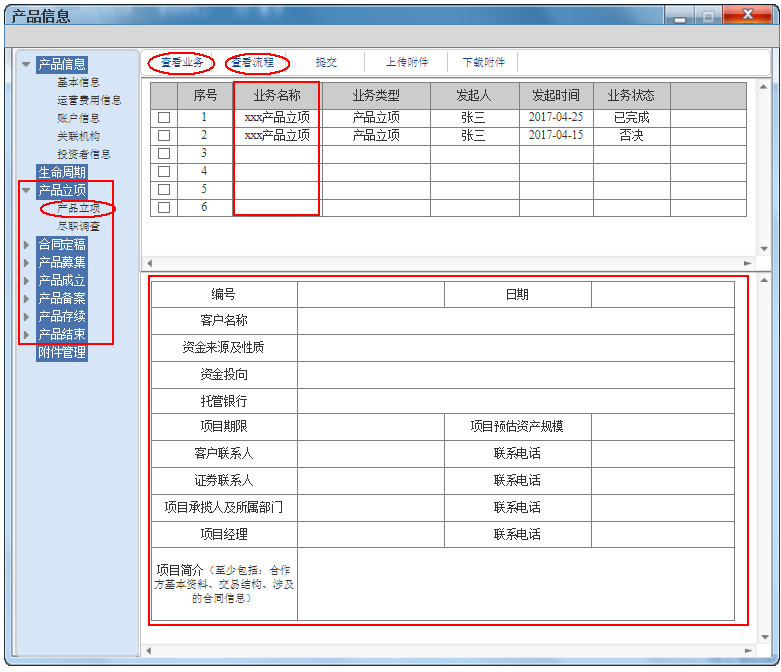 产品信息
产品信息
基本信息
运营费用信息
账户信息
关联机构
投资者信息
生命周期
产品立项
产品立项
尽职调查
合同定稿
产品募集
产品成立
产品备案
产品存续
产品结束
附件管理
查看业务 查看流程 提交 上传附件 下载附件
序号 业务名称 业务类型 发起人 发起时间 业务状态
1 xxx产品立项 产品立项 张三 2017-04-25 已完成
2 xxx产品立项 产品立项 张三 2017-04-15 否决
3
4
5
6
编号 日期
客户名称
资金来源及性质
资金投向
托管银行
项目期限 项目预估资产规模
客户联系人 联系电话
证券联系人 联系电话
项目承揽人及所属部门 联系电话
项目经理 联系电话
项目简介（至少包括：合作
方基本资料、交易结构、涉及
的合同信息）